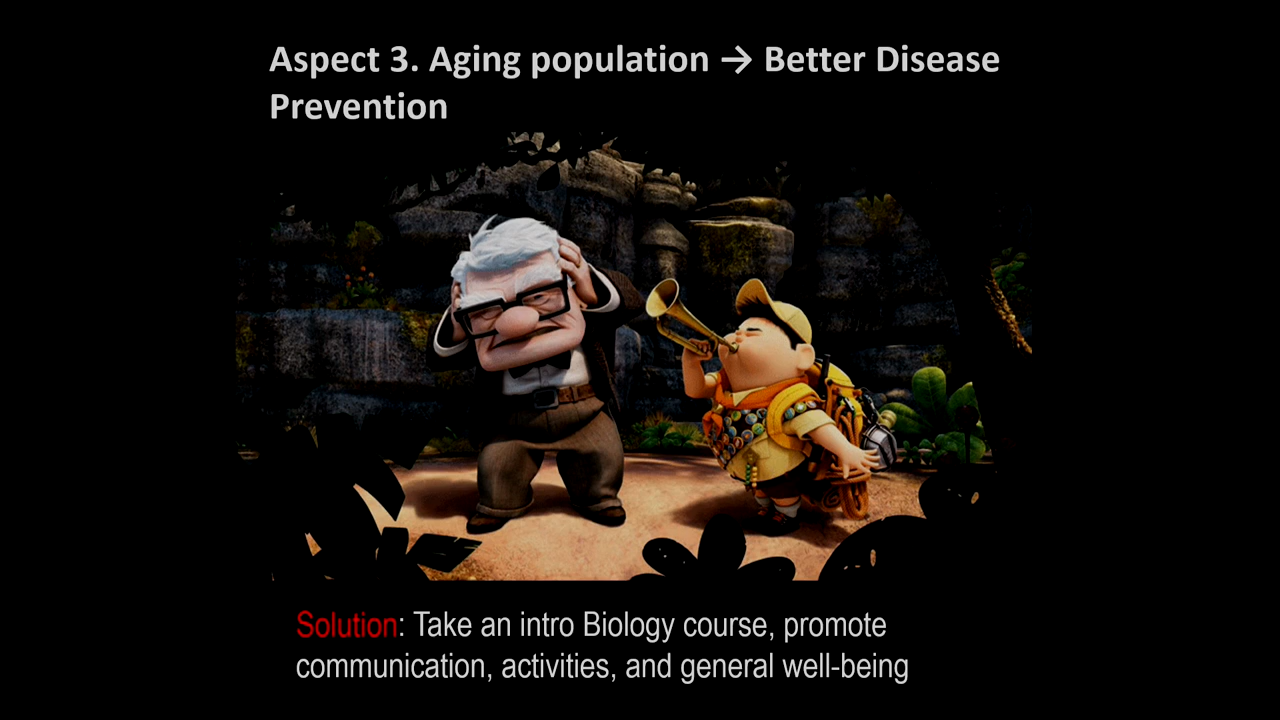 Aspect 3. Aging population → Better Disease
Prevention
Solution: Take an intro Biology course, promote
communication, activities, and general well-being